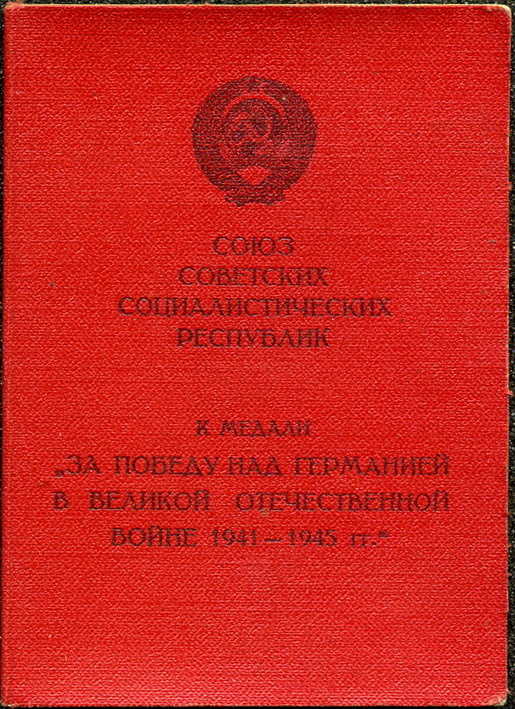 СОЮЗ
СОВЕТСКИХ
СОЦИАЛИСТИЧЕСКИХ
РЕСПУБЛИК
К МЕДАЛИ
„ЗА ПОБЕДУ НАД ГЕРМАНИЕЙ
В ВЕЛИКОЙ ОТЕЧЕСТВЕННОЙ
ВОЙНЕ 1941–1945 гг.“